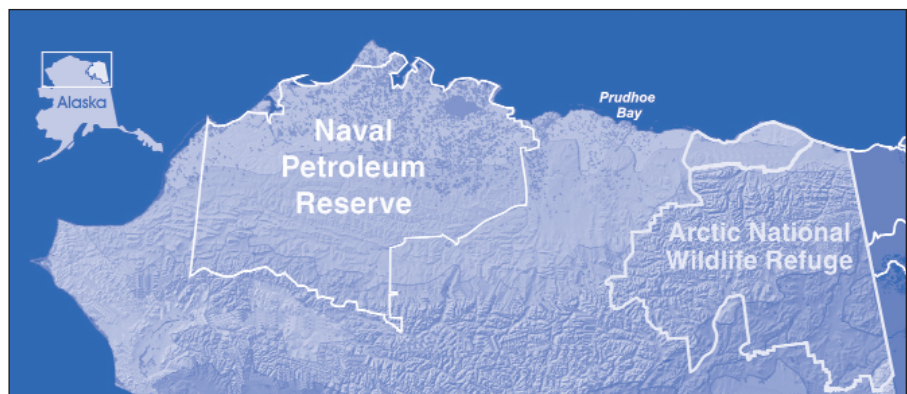 Alaska
Naval
Petroleum
Reserve
Prudhoe
Bay
Arctic National
Wildlife Refuge